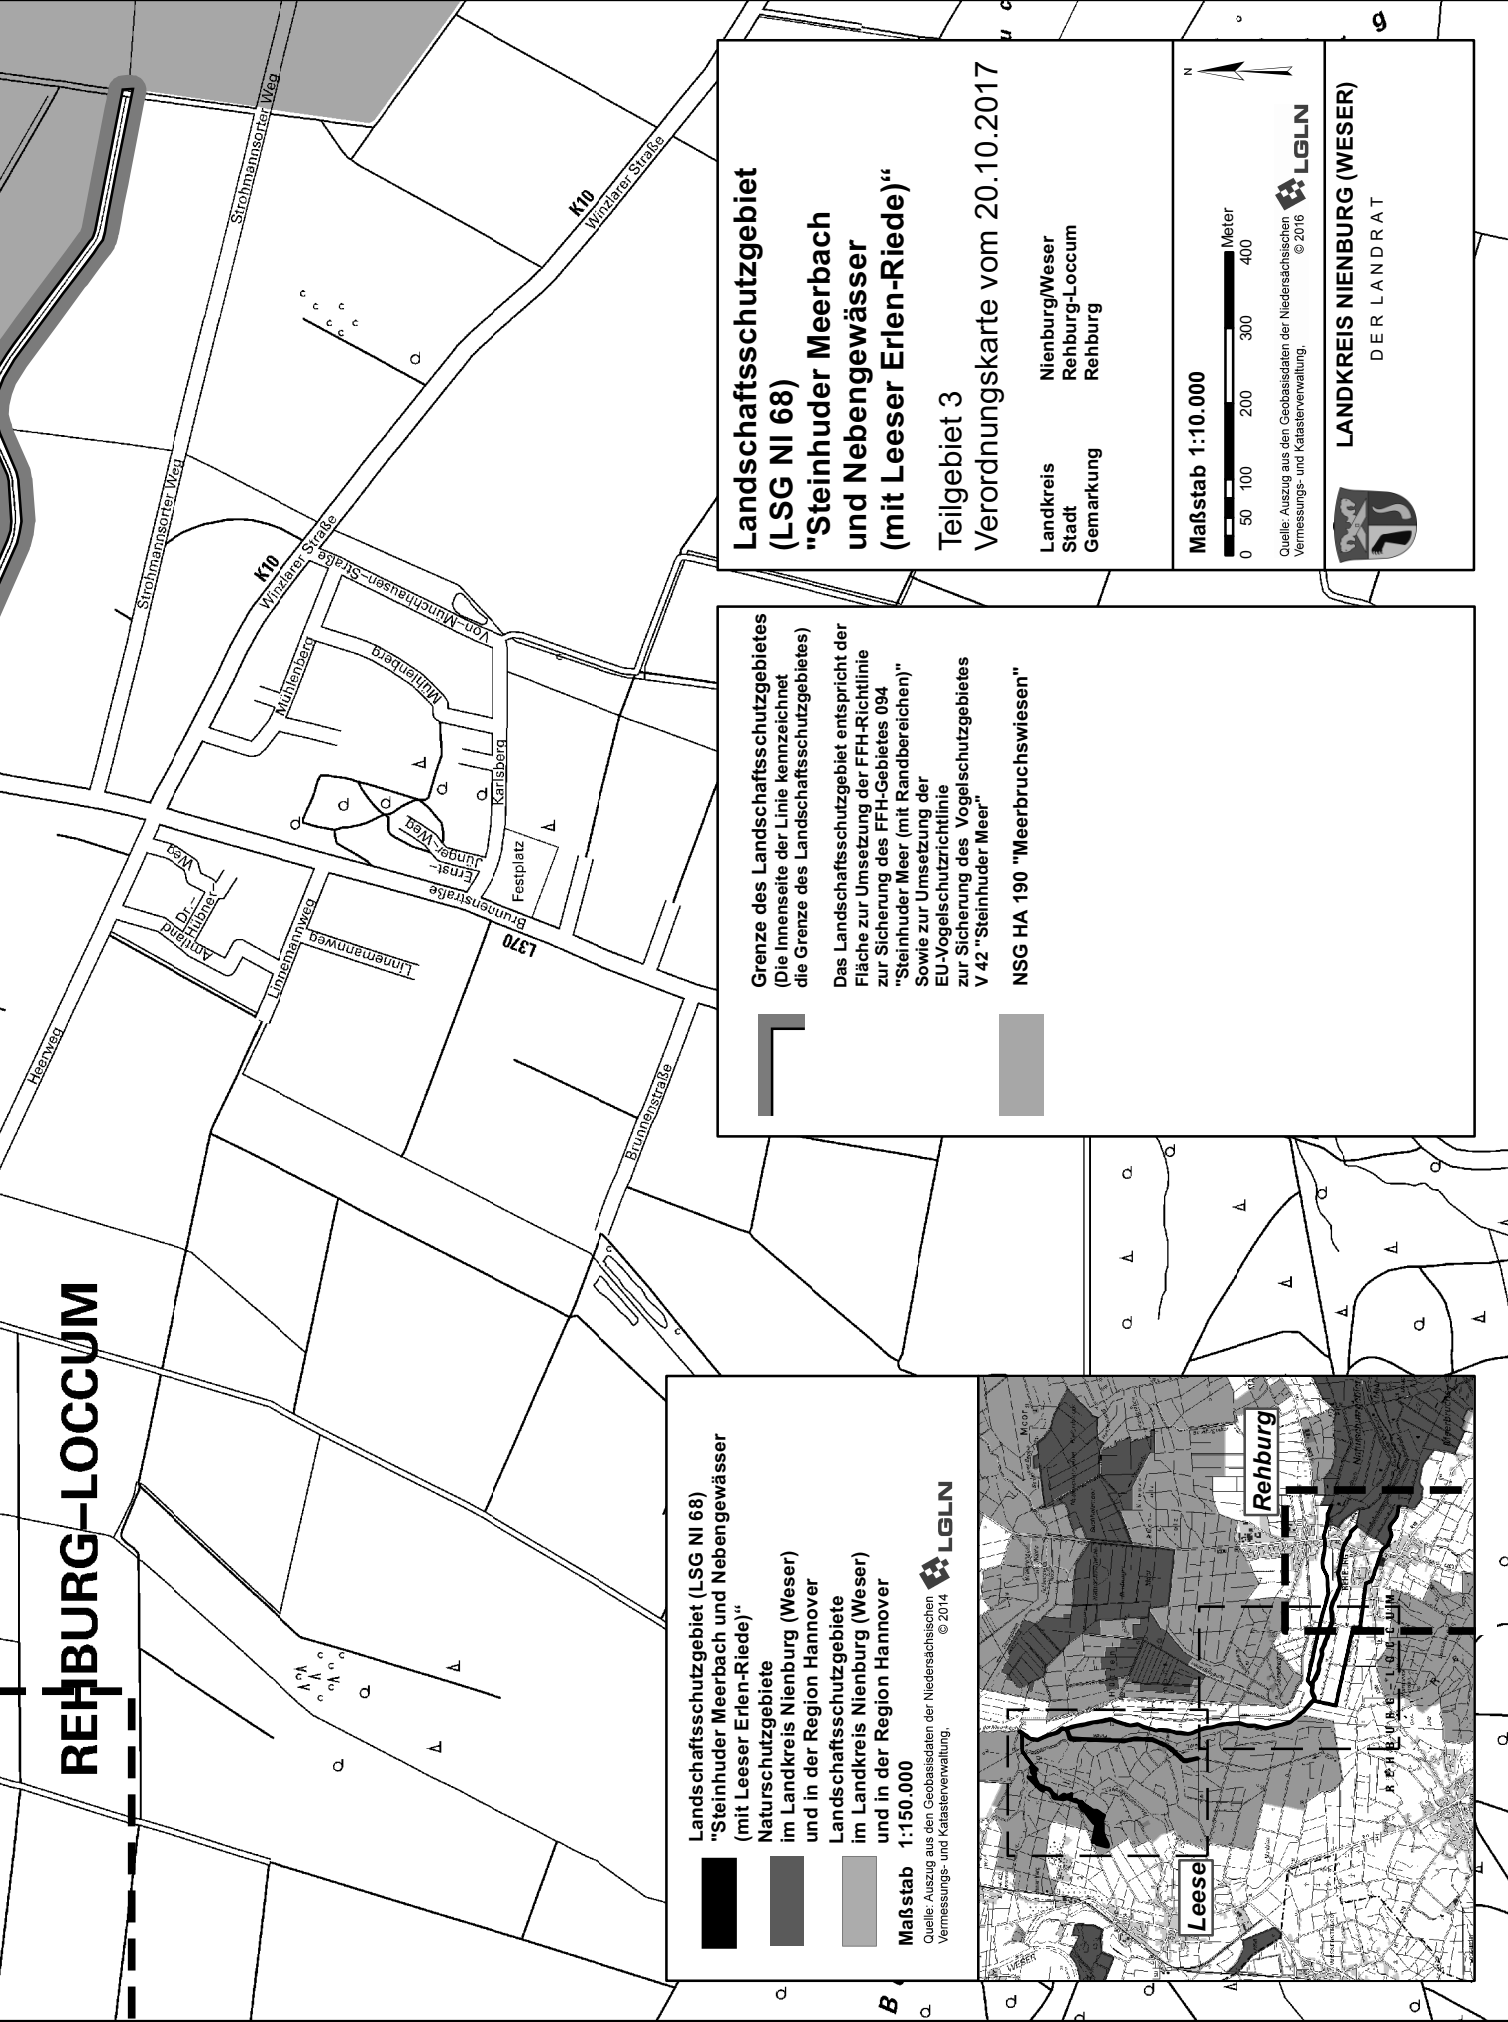 REHBURG–LOCCUM
Heerweg
Strohmannsorter Weg
Strohmannsorter Weg
K10
Winzlarer Straße
K10
Winzlarer Straße
Von–Münchhausen–Straße
Mühlenberg
Mühlenberg
Karlsberg
Ernst–
Jünger–Weg
Festplatz
Brunnenstraße
L370
Brunnenstraße
Linnemannweg
Linnemannweg
Amtland
Dr.–
Hübner–
Weg
B
g
Landschaftsschutzgebiet (LSG NI 68)
"Steinhuder Meerbach und Nebengewässer
(mit Leeser Erlen-Riede)“
Naturschutzgebiete
im Landkreis Nienburg (Weser)
und in der Region Hannover
Landschaftsschutzgebiete
im Landkreis Nienburg (Weser)
und in der Region Hannover
Maßstab 1:150.000
Quelle: Auszug aus den Geobasisdaten der Niedersächsischen
Vermessungs- und Katasterverwaltung,
© 2014
LGLN
Leese
Rehburg
REHBURG–LOCCUM
WESER
Moor
Grenze des Landschaftsschutzgebietes
(Die Innenseite der Linie kennzeichnet
die Grenze des Landschaftsschutzgebietes)
Das Landschaftsschutzgebiet entspricht der
Fläche zur Umsetzung der FFH-Richtlinie
zur Sicherung des FFH-Gebietes 094
"Steinhuder Meer (mit Randbereichen)"
Sowie zur Umsetzung der
EU-Vogelschutzrichtlinie
zur Sicherung des Vogelschutzgebietes
V 42 "Steinhuder Meer"
NSG HA 190 "Meerbruchswiesen"
Landschaftsschutzgebiet
(LSG NI 68)
"Steinhuder Meerbach
und Nebengewässer
(mit Leeser Erlen-Riede)“
Teilgebiet 3
Verordnungskarte vom 20.10.2017
Landkreis Nienburg/Weser
Stadt Rehburg-Loccum
Gemarkung Rehburg
Maßstab 1:10.000
N
0 50 100 200 300 400
Meter
Quelle: Auszug aus den Geobasisdaten der Niedersächsischen
Vermessungs- und Katasterverwaltung,
© 2016
LGLN
LANDKREIS NIENBURG (WESER)
DER LANDRAT